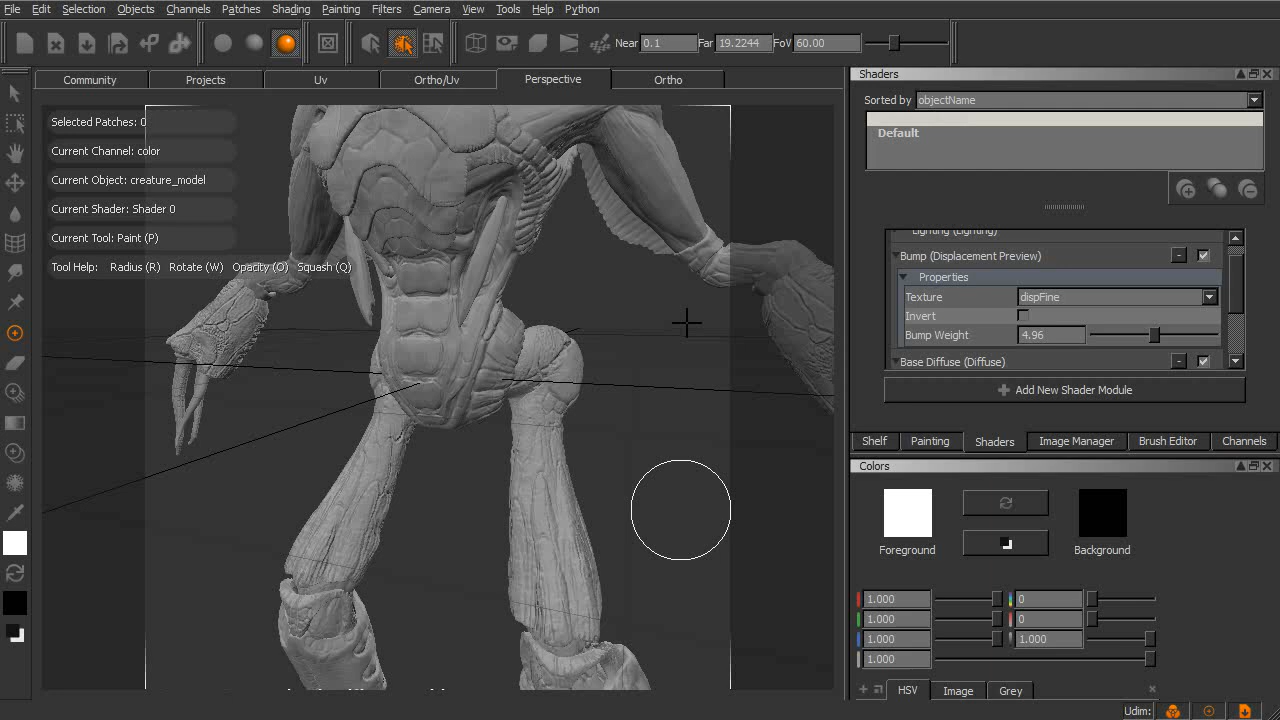 File Edit Selection Objects Channels Patches Shading Painting Filters Camera View Tools Help Python
Near 0.1 Far 19.2244 FoV 60.00
Community Projects Uv Ortho/Uv Perspective Ortho
Selected Patches: 0
Current Channel: color
Current Object: creature_model
Current Shader: Shader 0
Current Tool: Paint (P)
Tool Help: Radius (R) Rotate (W) Opacity (O) Squash (Q)
Shaders
Sorted by objectName
Default
Lighting (Lighting)
Bump (Displacement Preview)
Properties
Texture dispFine
Invert
Bump Weight 4.96
Base Diffuse (Diffuse)
Add New Shader Module
Shelf Painting Shaders Image Manager Brush Editor Channels
Colors
Foreground Background
1.000 0
1.000 0
1.000 1.000
1.000
HSV Image Grey
Udim: